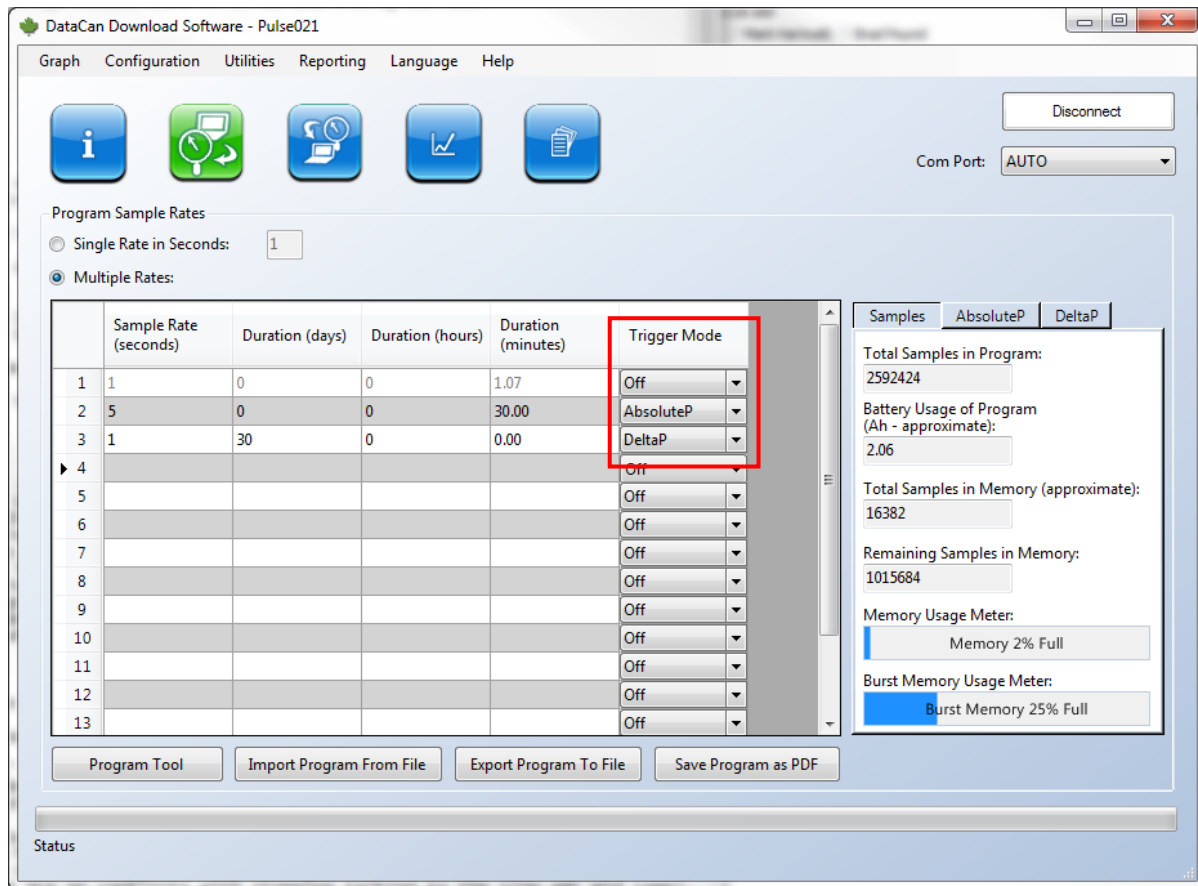 DataCan Download Software - Pulse021
Graph Configuration Utilities Reporting Language Help
i
Disconnect
Com Port: AUTO
Program Sample Rates
Single Rate in Seconds: 1
Multiple Rates:
Sample Rate (seconds) Duration (days) Duration (hours) Duration (minutes) Trigger Mode
1 1 0 0 1.07 Off
2 5 0 0 30.00 AbsoluteP
3 1 30 0 0.00 DeltaP
4 Off
5 Off
6 Off
7 Off
8 Off
9 Off
10 Off
11 Off
12 Off
13 Off
Samples AbsoluteP DeltaP
Total Samples in Program:
2592424
Battery Usage of Program
(Ah - approximate):
2.06
Total Samples in Memory (approximate):
16382
Remaining Samples in Memory:
1015684
Memory Usage Meter:
Memory 2% Full
Burst Memory Usage Meter:
Burst Memory 25% Full
Program Tool Import Program From File Export Program To File Save Program as PDF
Status